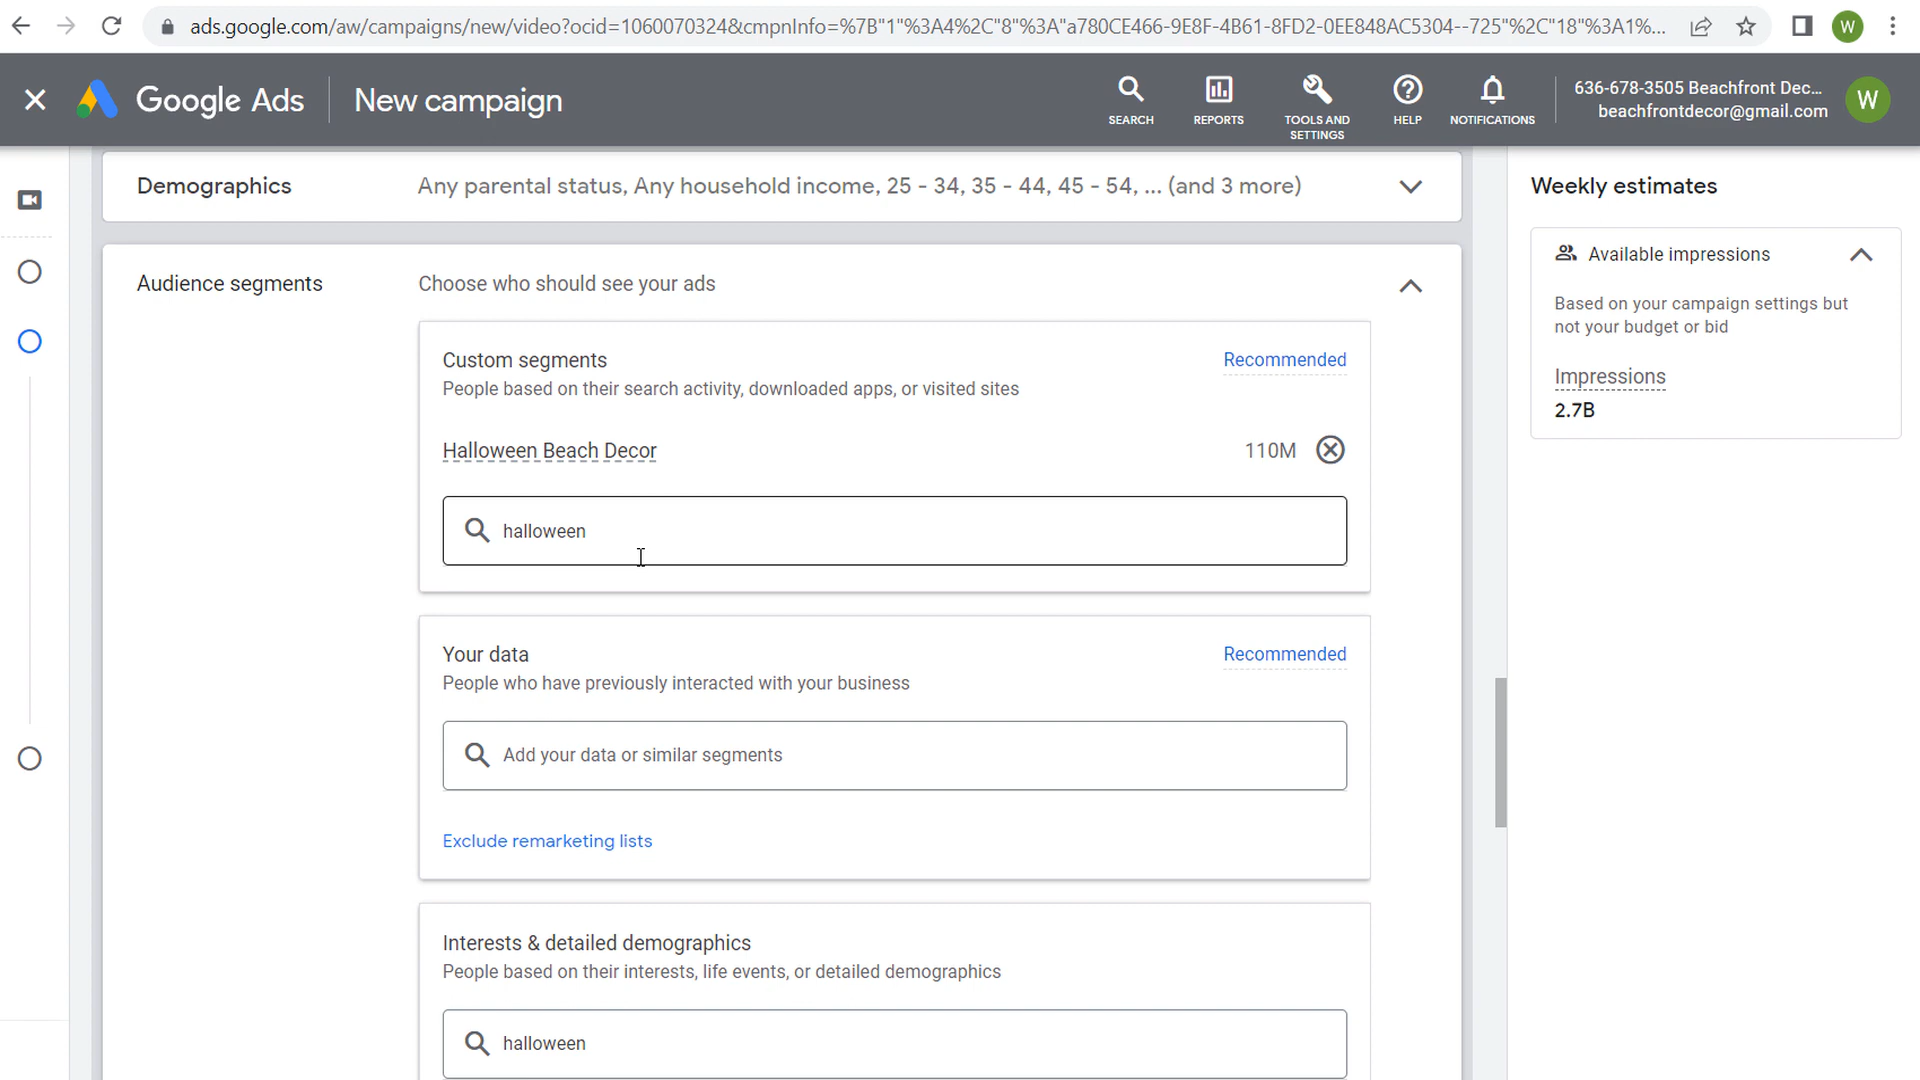 ads.google.com/aw/campaigns/new/video?ocid=1060070324&cmpnInfo=%7B"1"%3A4%2C"8"%3A"a780CE466-9E8F-4B61-8FD2-0EE848AC5304--725"%2C"18"%3A1%...
W
Google Ads
New campaign
SEARCH
REPORTS
TOOLS AND
SETTINGS
HELP
NOTIFICATIONS
636-678-3505 Beachfront Dec...
beachfrontdecor@gmail.com
W
Demographics
Any parental status, Any household income, 25 - 34, 35 - 44, 45 - 54, ... (and 3 more)
Audience segments
Choose who should see your ads
Custom segments
Recommended
People based on their search activity, downloaded apps, or visited sites
Halloween Beach Decor
110M
halloween
Your data
Recommended
People who have previously interacted with your business
Add your data or similar segments
Exclude remarketing lists
Interests & detailed demographics
People based on their interests, life events, or detailed demographics
halloween
Weekly estimates
Available impressions
Based on your campaign settings but
not your budget or bid
Impressions
2.7B